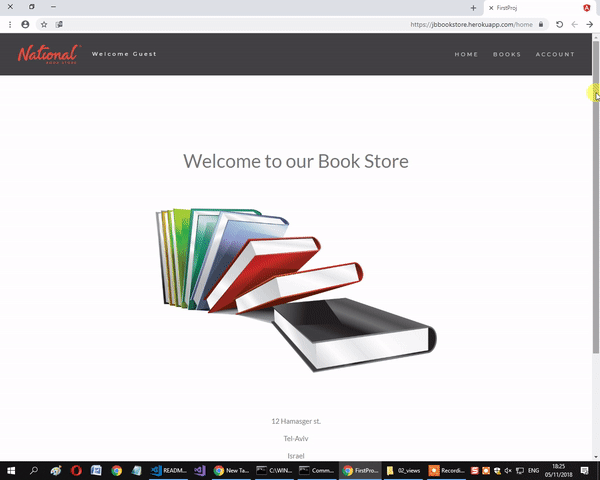 FirstProj
https://jbbookstore.herokuapp.com/home
National
BOOK STORE
Welcome Guest
HOME BOOKS ACCOUNT
Welcome to our Book Store
12 Hamasger st.
Tel-Aviv
Israel
README...
New Ta...
C:\WIN...
Comm...
FirstPro...
02_views
Recordi...
ENG
18:25
05/11/2018